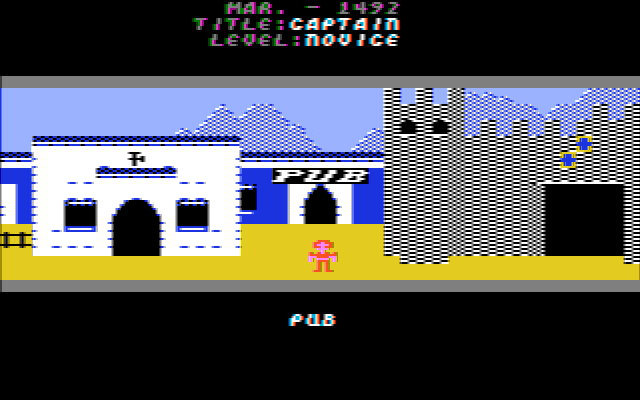 MAR. - 1492
TITLE:CAPTAIN
LEVEL:NOVICE
PUB
PUB